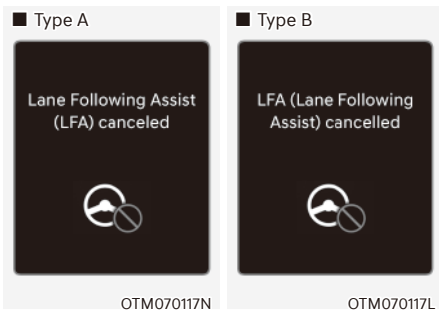 ■ Type A
Lane Following Assist
(LFA) canceled
OTM070117N
■ Type B
LFA (Lane Following
Assist) cancelled
OTM070117L